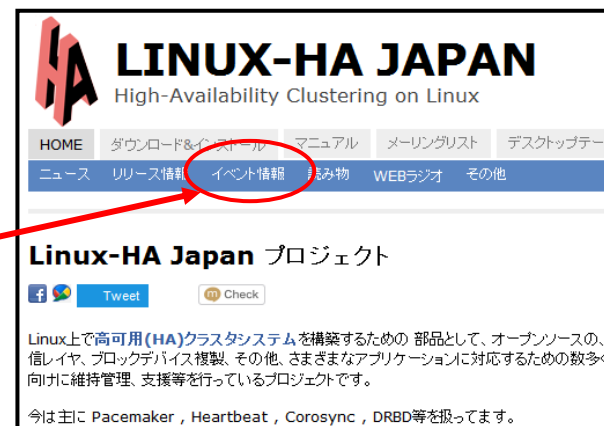 LINUX-HA JAPAN
High-Availability Clustering on Linux
HOME ダウンロード&インストール マニュアル メーリングリスト デスクトップテー
ニュース リリース情報 イベント情報 読み物 WEBラジオ その他
Linux-HA Japan プロジェクト
Tweet Check
Linux上で高可用(HA)クラスタシステムを構築するための 部品として、オープンソースの、
信レイヤ、ブロックデバイス複製、その他、さまざまなアプリケーションに対応するための数多く
向けに維持管理、支援等を行っているプロジェクトです。
今は主に Pacemaker , Heartbeat , Corosync , DRBD等を扱ってます。